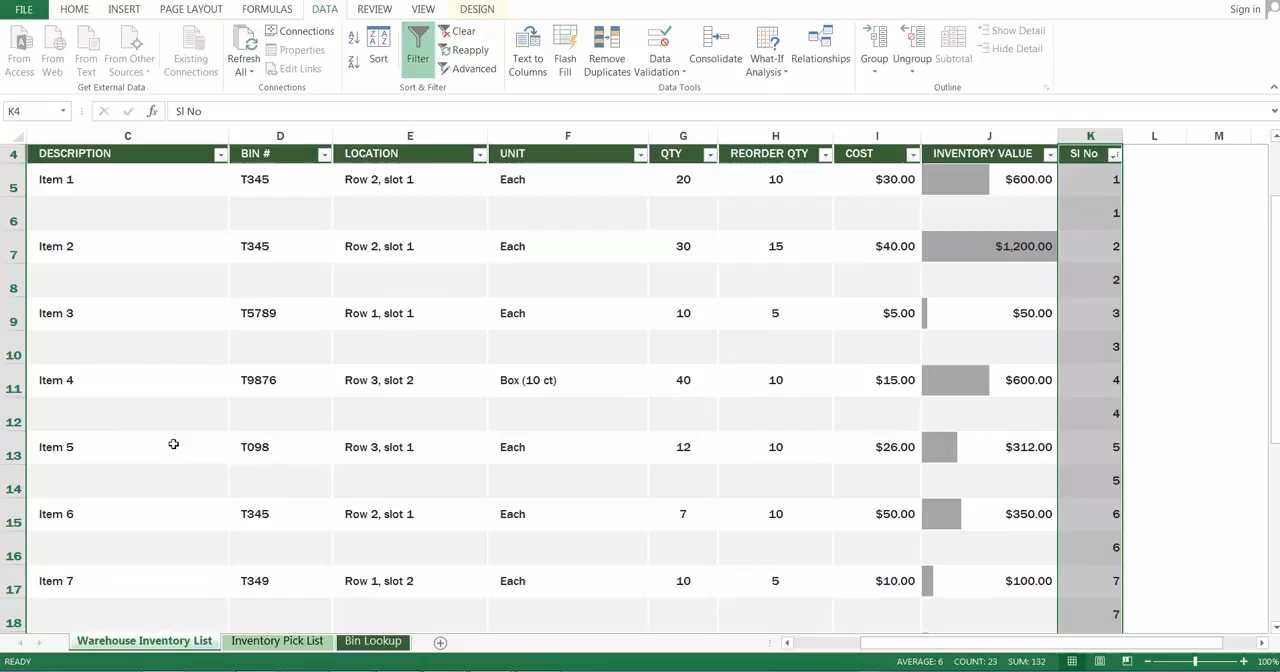 FILE HOME INSERT PAGE LAYOUT FORMULAS DATA REVIEW VIEW DESIGN Sign in
From Access
From Web
From Text
From Other Sources
Existing Connections
Get External Data
Refresh All
Connections
Properties
Edit Links
Connections
Sort
Filter
Clear
Reapply
Advanced
Sort & Filter
Text to Columns
Flash Fill
Remove Duplicates
Data Validation
Consolidate
What-If Analysis
Relationships
Data Tools
Group
Ungroup
Subtotal
Show Detail
Hide Detail
Outline
K4 fx Sl No
C D E F G H I J K L M
4 DESCRIPTION BIN # LOCATION UNIT QTY REORDER QTY COST INVENTORY VALUE Sl No
5 Item 1 T345 Row 2, slot 1 Each 20 10 $30.00 $600.00 1
6 1
7 Item 2 T345 Row 2, slot 1 Each 30 15 $40.00 $1,200.00 2
8 2
9 Item 3 T5789 Row 1, slot 1 Each 10 5 $5.00 $50.00 3
10 3
11 Item 4 T9876 Row 3, slot 2 Box (10 ct) 40 10 $15.00 $600.00 4
12 4
13 Item 5 T098 Row 3, slot 1 Each 12 10 $26.00 $312.00 5
14 5
15 Item 6 T345 Row 2, slot 1 Each 7 10 $50.00 $350.00 6
16 6
17 Item 7 T349 Row 1, slot 2 Each 10 5 $10.00 $100.00 7
18 7
Warehouse Inventory List Inventory Pick List Bin Lookup
READY AVERAGE: 6 COUNT: 23 SUM: 132 100%